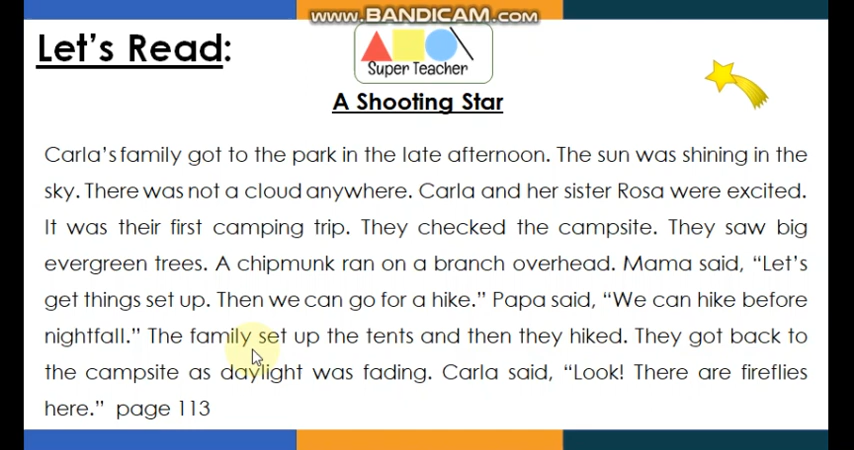 www.BANDICAM.com
Let's Read:
Super Teacher
A Shooting Star
Carla's family got to the park in the late afternoon. The sun was shining in the
sky. There was not a cloud anywhere. Carla and her sister Rosa were excited.
It was their first camping trip. They checked the campsite. They saw big
evergreen trees. A chipmunk ran on a branch overhead. Mama said, “Let's
get things set up. Then we can go for a hike.” Papa said, “We can hike before
nightfall.” The family set up the tents and then they hiked. They got back to
the campsite as daylight was fading. Carla said, “Look! There are fireflies
here.” page 113